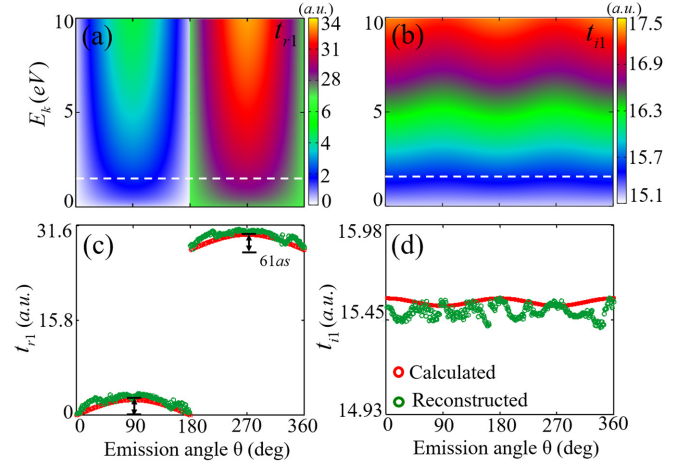 (a.u.)
(a.u.)
10
(a)
t_r1
34
31
28
6
4
2
0
10
(b)
t_i1
17.5
16.9
16.3
15.7
15.1
E_k (eV)
5
5
0
0
31.6
(c)
61as
15.98
(d)
t_r1 (a.u.)
15.8
t_i1 (a.u.)
15.45
Calculated
Reconstructed
0
14.93
0 90 180 270 360
0 90 180 270 360
Emission angle θ (deg)
Emission angle θ (deg)